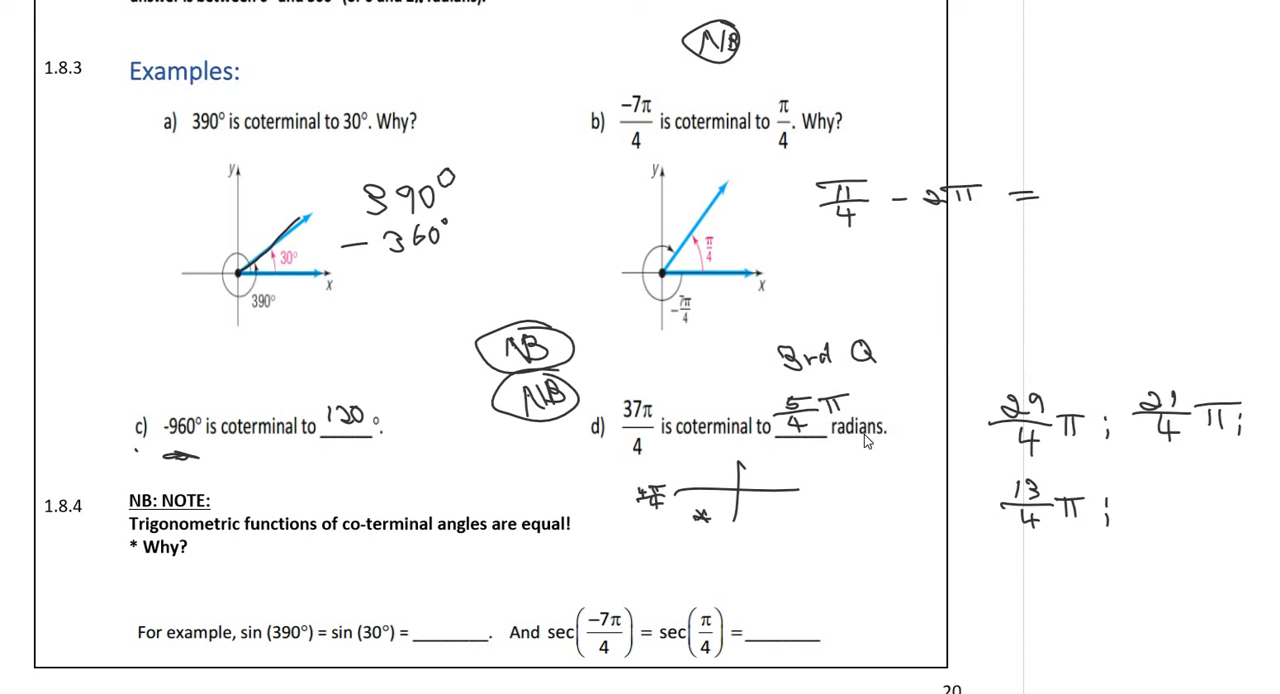 1.8.3
Examples:
NB
a) 390° is coterminal to 30°. Why?
b) -7π/4 is coterminal to π/4. Why?
y
30°
390°
x
390°
- 360°
y
π/4
-7π/4
x
π/4 - 2π =
NB
NB
3rd Q
c) -960° is coterminal to 120°.
d) 37π/4 is coterminal to 5/4 π radians.
29/4 π ; 21/4 π ;
13/4 π ;
1.8.4
NB: NOTE:
Trigonometric functions of co-terminal angles are equal!
* Why?
For example, sin (390°) = sin (30°) = ________. And sec(-7π/4) = sec(π/4) = ________